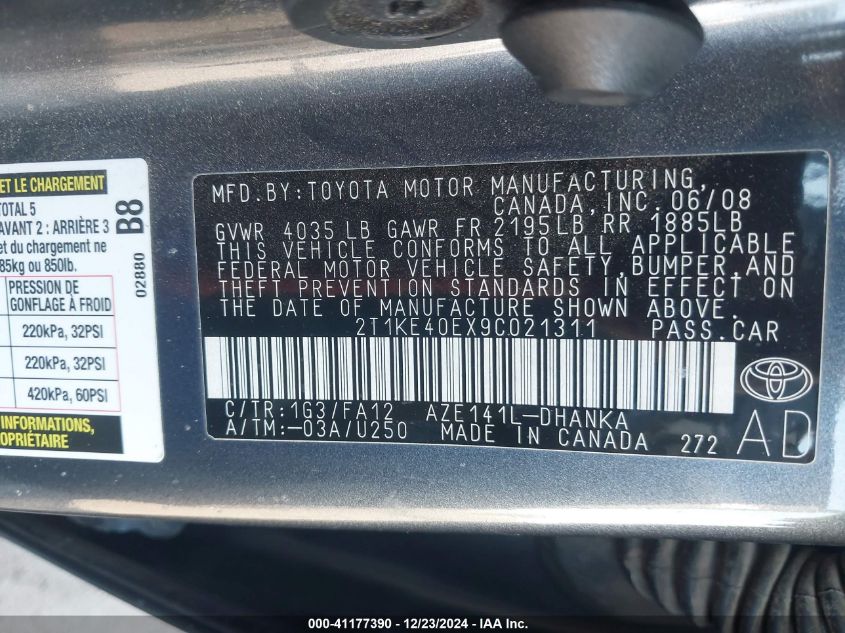 ET LE CHARGEMENT
TOTAL 5
AVANT 2 : ARRIÈRE 3
et du chargement ne
85kg ou 850lb.
PRESSION DE
GONFLAGE À FROID
220kPa, 32PSI
220kPa, 32PSI
420kPa, 60PSI
INFORMATIONS,
OPRIÉTAIRE
B8
02880
MFD.BY:TOYOTA MOTOR MANUFACTURING,
CANADA, INC. 06/08
GVWR 4035 LB GAWR FR 2195LB RR 1885LB
THIS VEHICLE CONFORMS TO ALL APPLICABLE
FEDERAL MOTOR VEHICLE SAFETY,BUMPER,AND
THEFT PREVENTION STANDARDS IN EFFECT ON
THE DATE OF MANUFACTURE SHOWN ABOVE.
2T1KE40EX9C021311 PASS.CAR
C/TR:1G3/FA12 AZE141L-DHANKA
A/TM:-03A/U250 MADE IN CANADA 272
AD
000-41177390 - 12/23/2024 - IAA Inc.